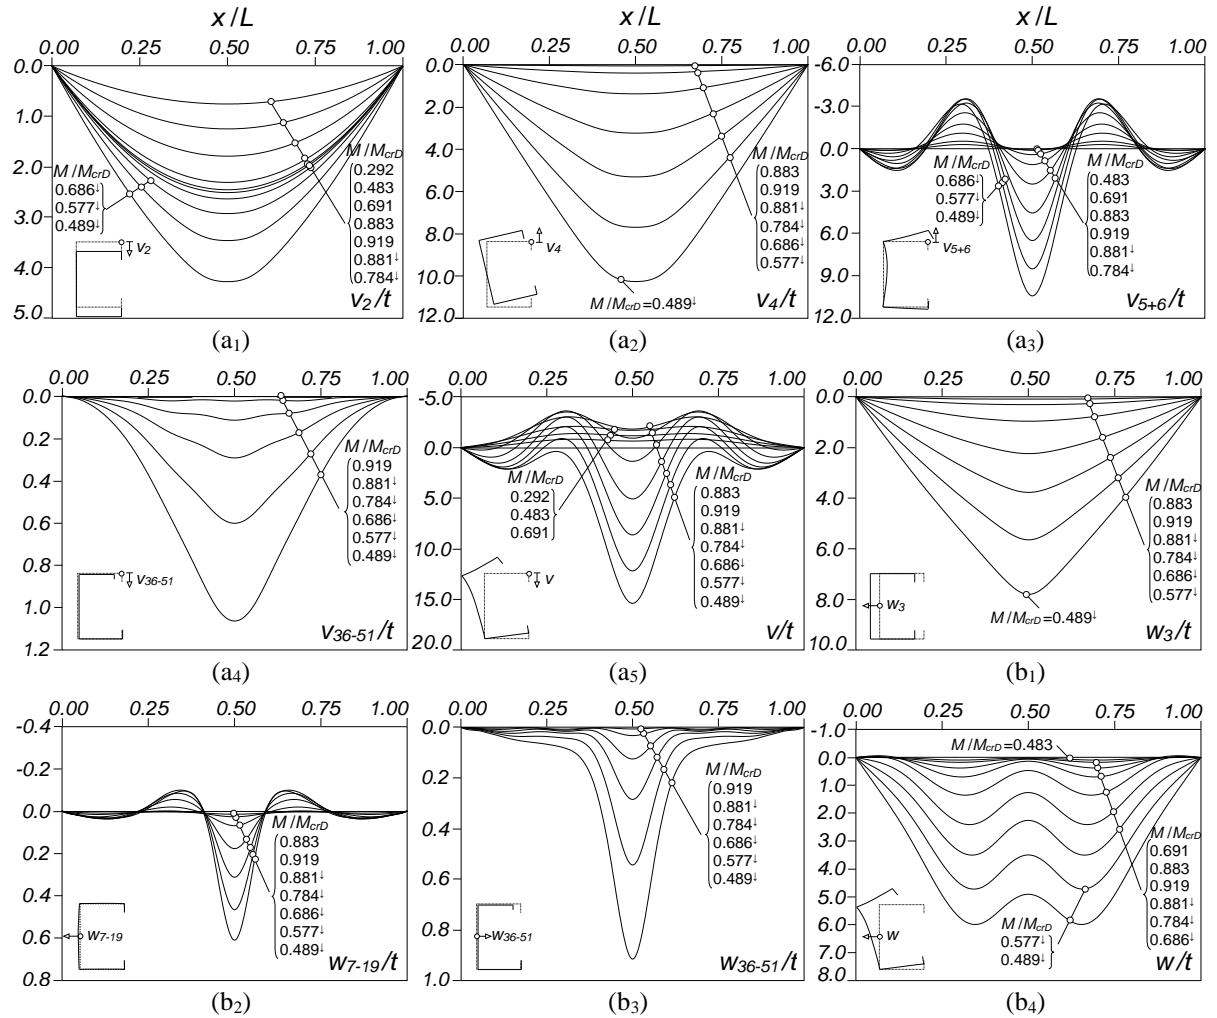 x/L
x/L
x/L
0.00 0.25 0.50 0.75 1.00
0.0
1.0
2.0
3.0
4.0
5.0
M/McrD
0.686↓
0.577↓
0.489↓
M/McrD
0.292
0.483
0.691
0.883
0.919
0.881↓
0.784↓
v2
v2/t
(a1)
0.00 0.25 0.50 0.75 1.00
0.0
2.0
4.0
6.0
8.0
10.0
12.0
M/McrD
0.883
0.919
0.881↓
0.784↓
0.686↓
0.577↓
v4
M/McrD=0.489↓
v4/t
(a2)
0.00 0.25 0.50 0.75 1.00
-6.0
-3.0
0.0
3.0
6.0
9.0
12.0
M/McrD
0.686↓
0.577↓
0.489↓
M/McrD
0.483
0.691
0.883
0.919
0.881↓
0.784↓
v5+6
v5+6/t
(a3)
0.00 0.25 0.50 0.75 1.00
0.0
0.2
0.4
0.6
0.8
1.0
1.2
M/McrD
0.919
0.881↓
0.784↓
0.686↓
0.577↓
0.489↓
v36-51
v36-51/t
(a4)
0.00 0.25 0.50 0.75 1.00
-5.0
0.0
5.0
10.0
15.0
20.0
M/McrD
0.292
0.483
0.691
M/McrD
0.883
0.919
0.881↓
0.784↓
0.686↓
0.577↓
0.489↓
v
v/t
(a5)
0.00 0.25 0.50 0.75 1.00
0.0
2.0
4.0
6.0
8.0
10.0
M/McrD
0.883
0.919
0.881↓
0.784↓
0.686↓
0.577↓
w3
M/McrD=0.489↓
w3/t
(b1)
0.00 0.25 0.50 0.75 1.00
-0.4
-0.2
0.0
0.2
0.4
0.6
0.8
M/McrD
0.883
0.919
0.881↓
0.784↓
0.686↓
0.577↓
0.489↓
w7-19
w7-19/t
(b2)
0.00 0.25 0.50 0.75 1.00
0.0
0.2
0.4
0.6
0.8
1.0
M/McrD
0.919
0.881↓
0.784↓
0.686↓
0.577↓
0.489↓
w36-51
w36-51/t
(b3)
0.00 0.25 0.50 0.75 1.00
-1.0
0.0
1.0
2.0
3.0
4.0
5.0
6.0
7.0
8.0
M/McrD=0.483
M/McrD
0.691
0.883
0.919
0.881↓
0.784↓
0.686↓
M/McrD
0.577↓
0.489↓
w
w/t
(b4)